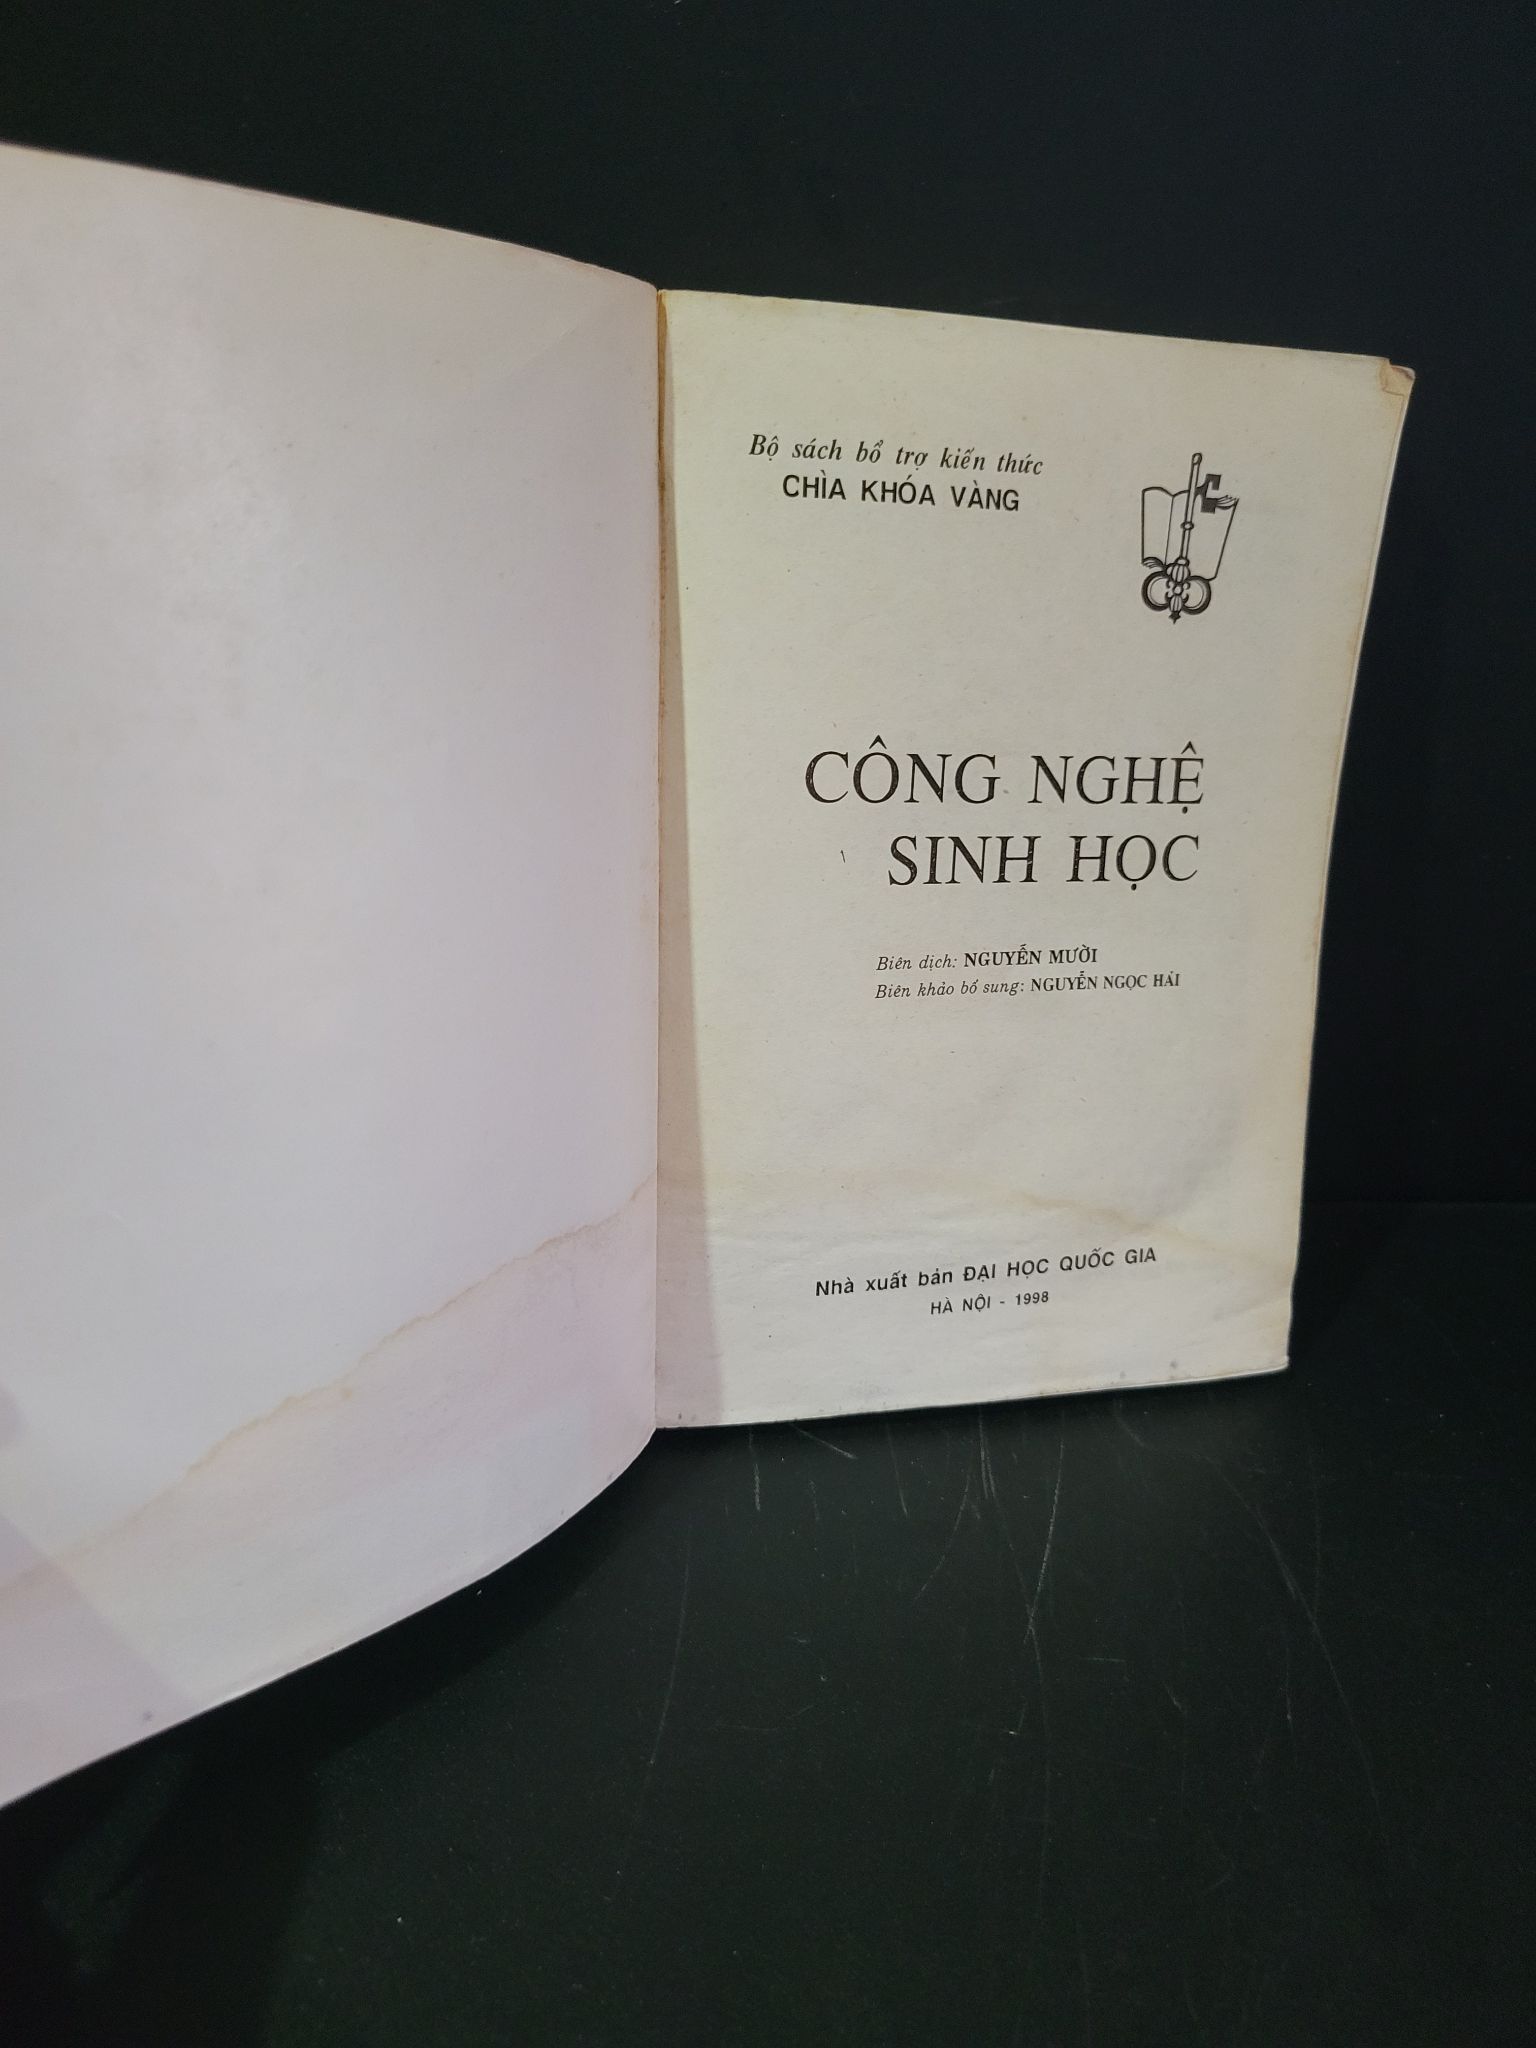 Bộ sách bổ trợ kiến thức
CHÌA KHÓA VÀNG
CÔNG NGHỆ
SINH HỌC
Biên dịch: NGUYỄN MƯỜI
Biên khảo bổ sung: NGUYỄN NGỌC HẢI
Nhà xuất bản ĐẠI HỌC QUỐC GIA
HÀ NỘI - 1998